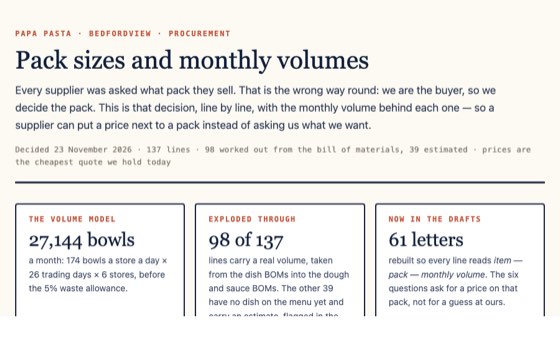 PAPA PASTA · BEDFORDVIEW · PROCUREMENT
Pack sizes and monthly volumes
Every supplier was asked what pack they sell. That is the wrong way round: we are the buyer, so we
decide the pack. This is that decision, line by line, with the monthly volume behind each one — so a
supplier can put a price next to a pack instead of asking us what we want.
Decided 23 November 2026 · 137 lines · 98 worked out from the bill of materials, 39 estimated · prices are
the cheapest quote we hold today
THE VOLUME MODEL
27,144 bowls
a month: 174 bowls a store a day ×
26 trading days × 6 stores, before
the 5% waste allowance.
EXPLODED THROUGH
98 of 137
lines carry a real volume, taken
from the dish BOMs into the dough
and sauce BOMs. The other 39
have no dish on the menu yet and
carry an estimate, flagged in the
NOW IN THE DRAFTS
61 letters
rebuilt so every line reads item —
pack — monthly volume. The six
questions ask for a price on that
pack, not for a guess at ours.